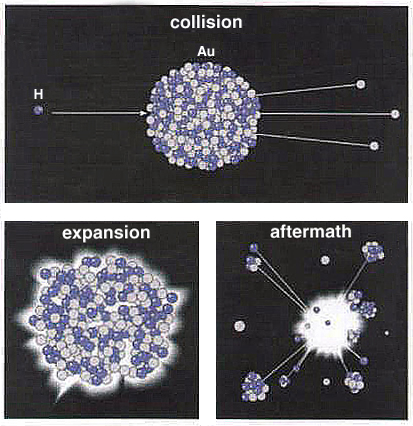 collision
Au
H
expansion
aftermath